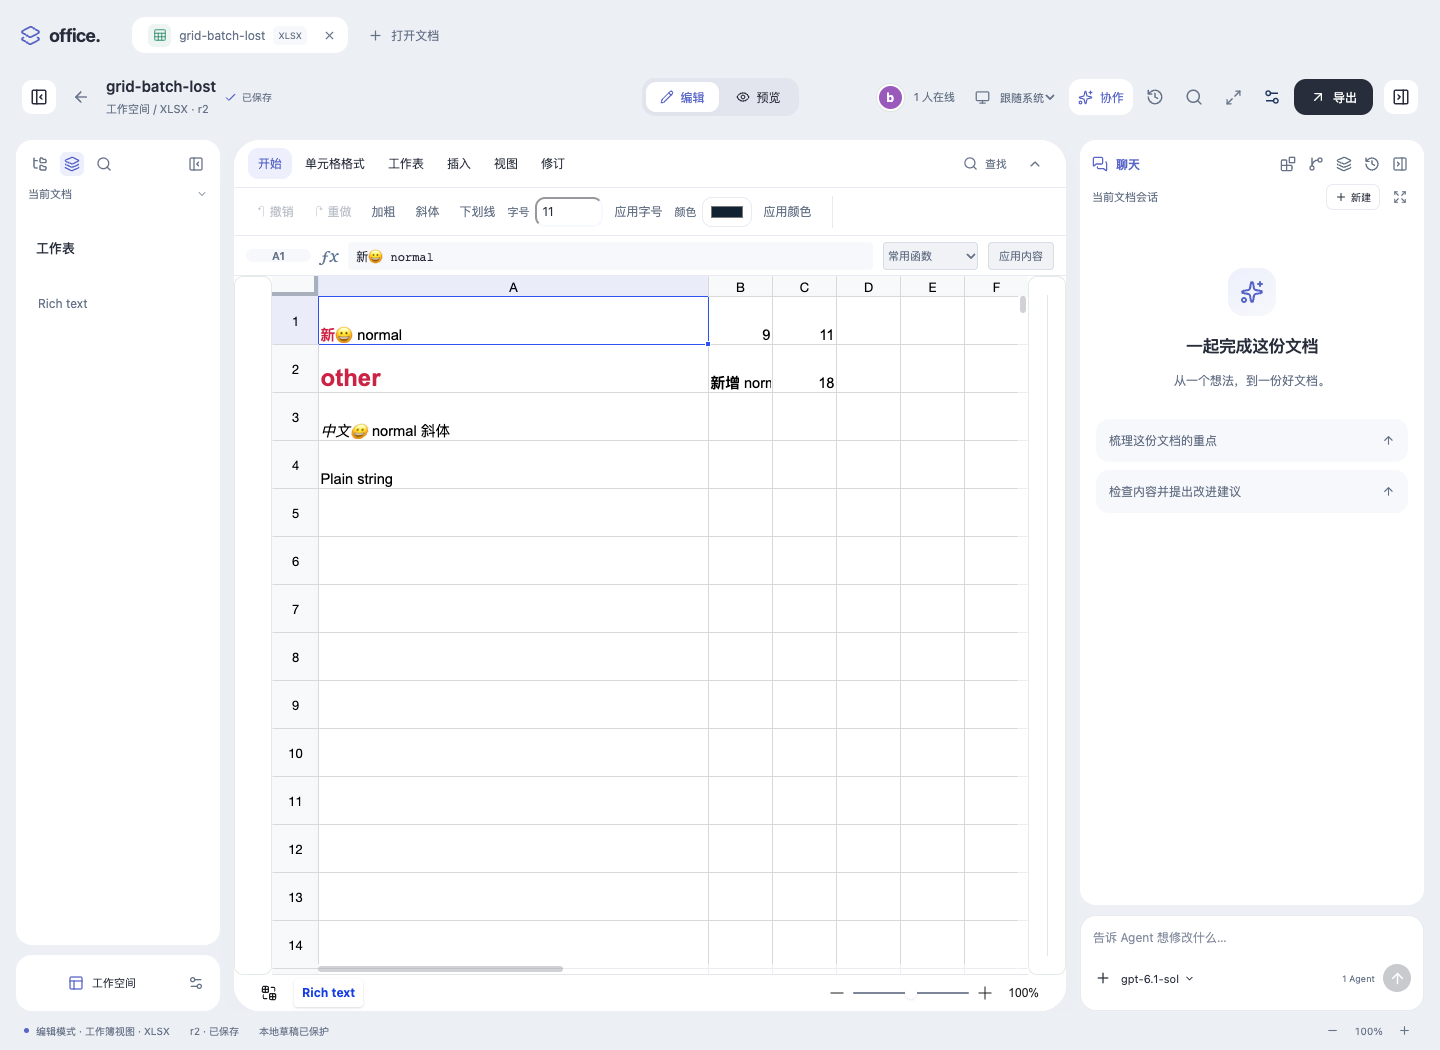 office.
grid-batch-lost XLSX
打开文档
grid-batch-lost
工作空间 / XLSX · r2
已保存
编辑
预览
b
1 人在线
跟随系统
协作
导出
当前文档
工作表
Rich text
工作空间
开始 单元格格式 工作表 插入 视图 修订
查找
撤销 重做 加粗 斜体 下划线 字号 11 应用字号 颜色 应用颜色
A1 fx 新😀 normal
常用函数
应用内容
A B C D E F
1 新😀 normal 9 11
2 other 新增 norm 18
3 中文😀 normal 斜体
4 Plain string
5
6
7
8
9
10
11
12
13
14
Rich text
100%
聊天
当前文档会话
新建
一起完成这份文档
从一个想法，到一份好文档。
梳理这份文档的重点
检查内容并提出改进建议
告诉 Agent 想修改什么...
gpt-6.1-sol
1 Agent
编辑模式 · 工作簿视图 · XLSX r2 · 已保存 本地草稿已保护
100%